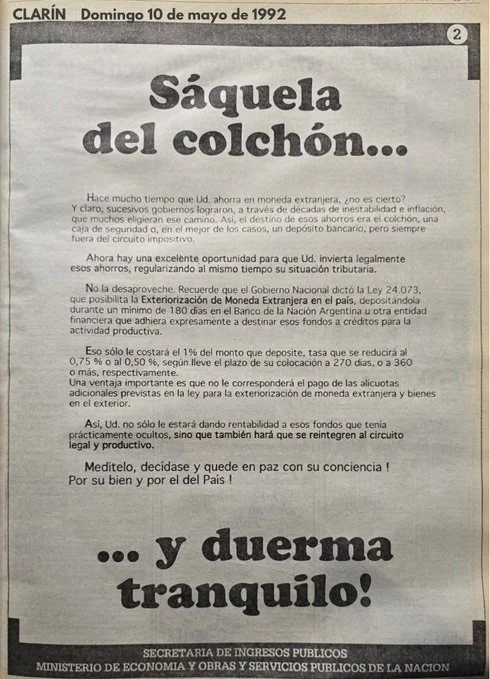 CLARÍN Domingo 10 de mayo de 1992
2
Sáquela
del colchón...
Hace mucho tiempo que Ud. ahorra en moneda extranjera, ¿no es cierto?
Y claro, sucesivos gobiernos lograron, a través de décadas de inestabilidad e inflación,
que muchos eligieran ese camino. Así, el destino de esos ahorros era el colchón, una
caja de seguridad o, en el mejor de los casos, un depósito bancario, pero siempre
fuera del circuito impositivo.
Ahora hay una excelente oportunidad para que Ud. invierta legalmente
esos ahorros, regularizando al mismo tiempo su situación tributaria.
No la desaproveche. Recuerde que el Gobierno Nacional dictó la Ley 24.073,
que posibilita la Exteriorización de Moneda Extranjera en el país, depositándola
durante un mínimo de 180 días en el Banco de la Nación Argentina u otra entidad
financiera que adhiera expresamente a destinar esos fondos a créditos para la
actividad productiva.
Eso sólo le costará el 1% del monto que deposite, tasa que se reducirá al
0,75 % o al 0,50 %, según lleve el plazo de su colocación a 270 días, o a 360
o más, respectivamente.
Una ventaja importante es que no le corresponderá el pago de las alícuotas
adicionales previstas en la ley para la exteriorización de moneda extranjera y bienes
en el exterior.
Así, Ud. no sólo le estará dando rentabilidad a esos fondos que tenía
prácticamente ocultos, sino que también hará que se reintegren al circuito
legal y productivo.
Medítelo, decídase y quede en paz con su conciencia !
Por su bien y por el del País !
... y duerma
tranquilo!
SECRETARIA DE INGRESOS PUBLICOS
MINISTERIO DE ECONOMIA Y OBRAS Y SERVICIOS PUBLICOS DE LA NACION